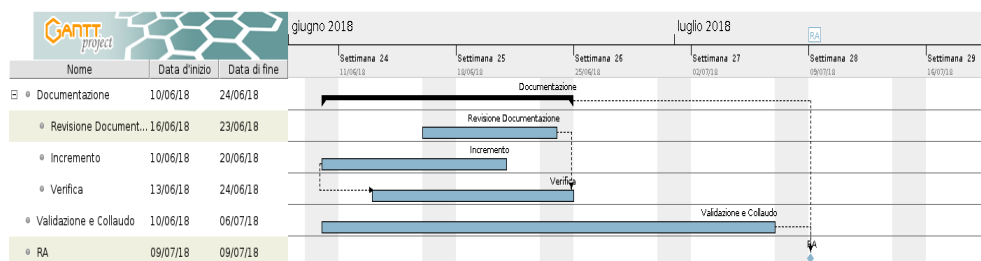 GANTT
project
giugno 2018
luglio 2018
RA
Settimana 24
Settimana 25
Settimana 26
Settimana 27
Settimana 28
Settimana 29
11/06/18
18/06/18
25/06/18
02/07/18
09/07/18
16/07/18
Nome Data d'inizio Data di fine
Documentazione 10/06/18 24/06/18
Documentazione
Revisione Document... 16/06/18 23/06/18
Revisione Documentazione
Incremento 10/06/18 20/06/18
Incremento
Verifica 13/06/18 24/06/18
Verifica
Validazione e Collaudo 10/06/18 06/07/18
Validazione e Collaudo
RA 09/07/18 09/07/18
RA